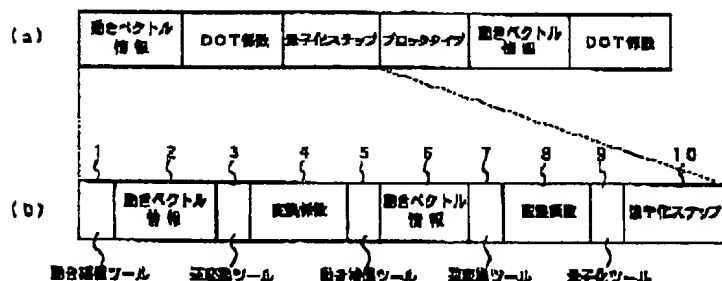 (a)
動きベクトル
情報
DCT係数
量子化ステップ
ブロックタイプ
動きベクトル
情報
DCT係数
1 2 3 4 5 6 7 8 9 10
(b)
動きベクトル
情報
変換係数
動きベクトル
情報
変換係数
量子化ステップ
動き補償ツール
逆変換ツール
動き補償ツール
逆変換ツール
量子化ツール